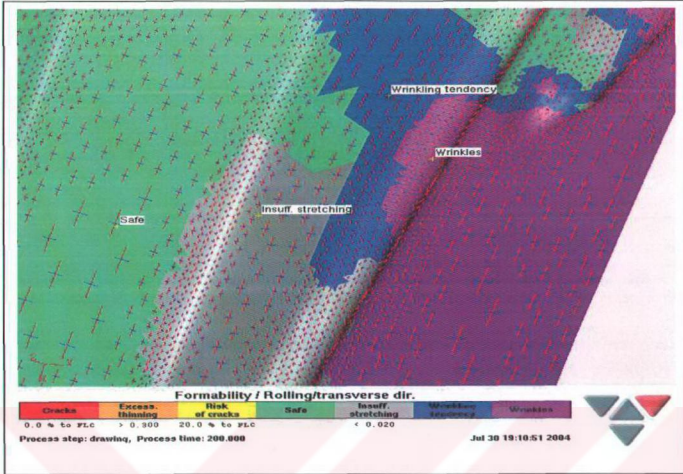 Wrinkling tendency
Wrinkles
Insuff. stretching
Safe
Formability / Rolling/transverse dir.
Cracks Excess. thinning Risk of cracks Safe Insuff. stretching Wrinkling tendency Wrinkles
0.0 % to FLC > 0.300 20.0 % to FLC < 0.020
Process step: drawing, Process time: 200.000 Jul 30 19:10:51 2004